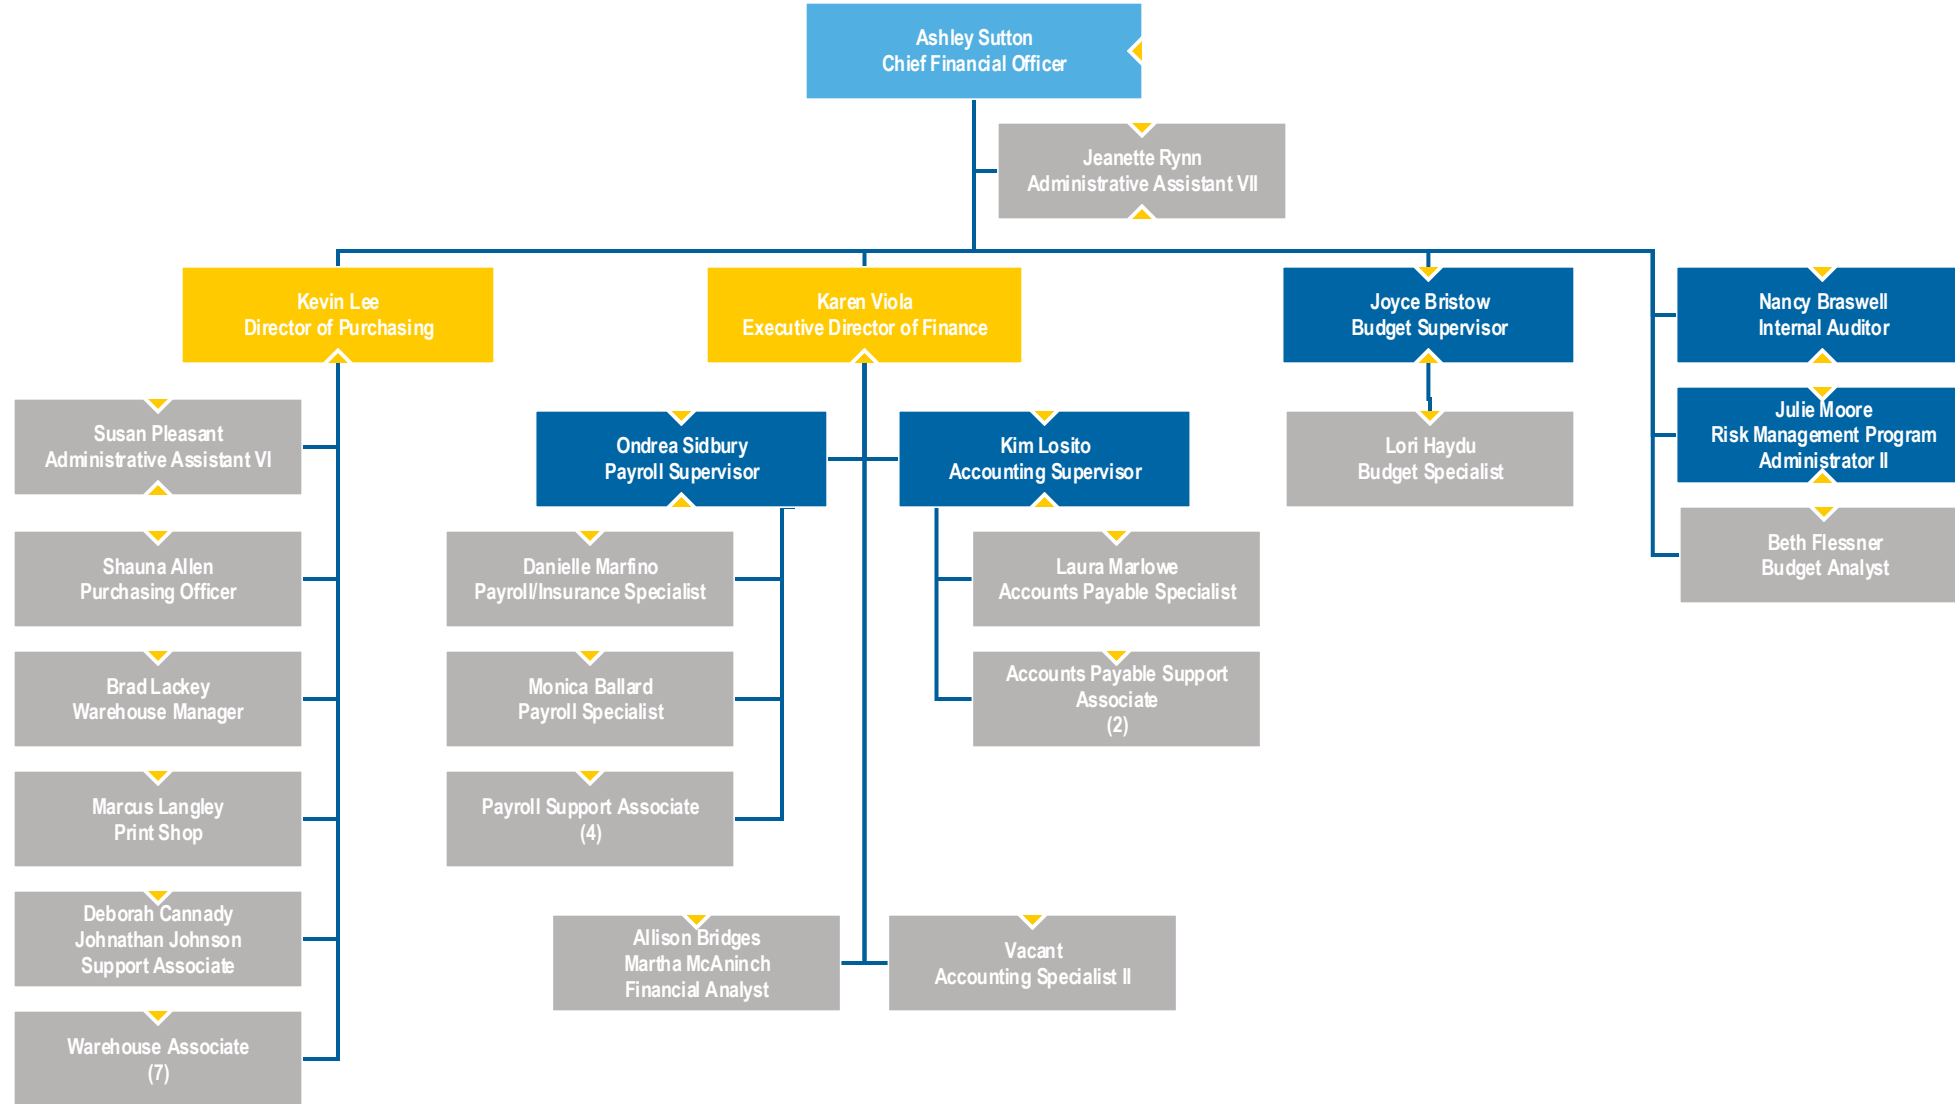 Ashley Sutton
Chief Financial Officer
Jeanette Rynn
Administrative Assistant VII
Kevin Lee
Director of Purchasing
Karen Viola
Executive Director of Finance
Joyce Bristow
Budget Supervisor
Nancy Braswell
Internal Auditor
Susan Pleasant
Administrative Assistant VI
Shauna Allen
Purchasing Officer
Brad Lackey
Warehouse Manager
Marcus Langley
Print Shop
Deborah Cannady
Johnathan Johnson
Support Associate
Warehouse Associate
(7)
Ondrea Sidbury
Payroll Supervisor
Danielle Marfino
Payroll/Insurance Specialist
Monica Ballard
Payroll Specialist
Payroll Support Associate
(4)
Kim Losito
Accounting Supervisor
Laura Marlowe
Accounts Payable Specialist
Accounts Payable Support
Associate
(2)
Allison Bridges
Martha McAninch
Financial Analyst
Vacant
Accounting Specialist II
Lori Haydu
Budget Specialist
Julie Moore
Risk Management Program
Administrator II
Beth Flessner
Budget Analyst